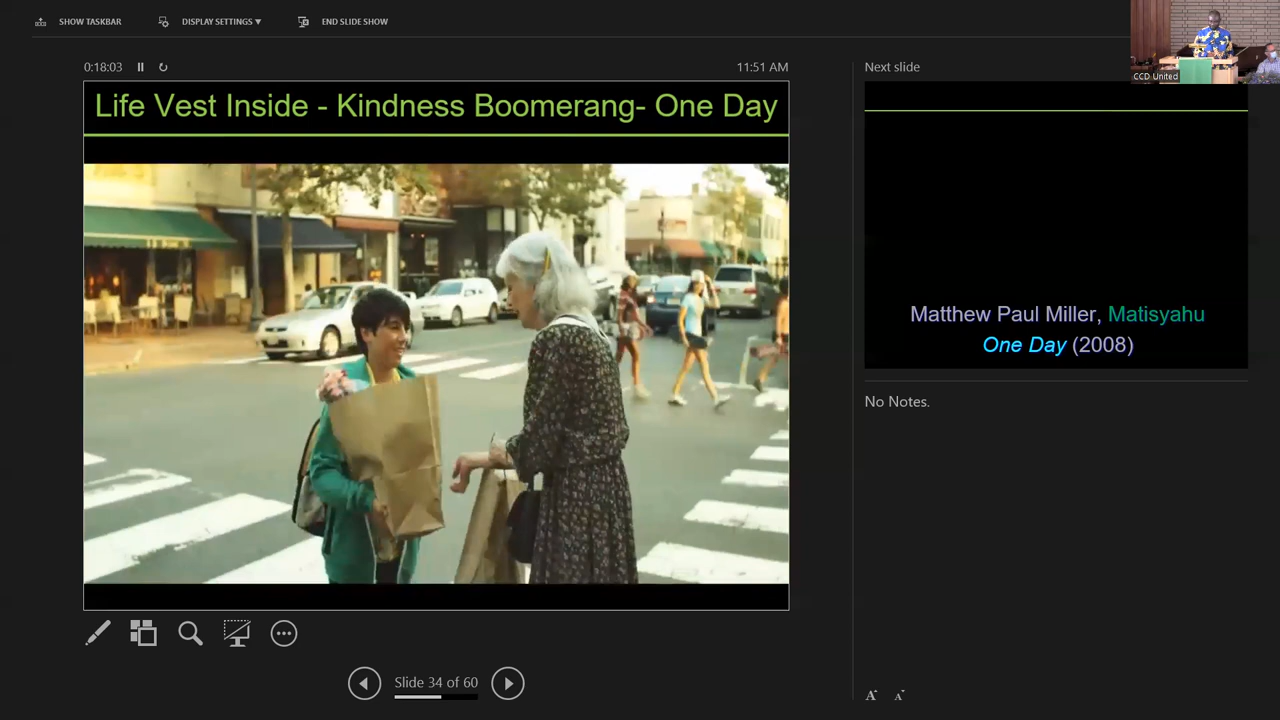 SHOW TASKBAR
DISPLAY SETTINGS ▼
END SLIDE SHOW
0:18:03
11:51 AM
Life Vest Inside - Kindness Boomerang- One Day
Slide 34 of 60
Next slide
Matthew Paul Miller, Matisyahu
One Day (2008)
No Notes.
A
A
CCD United